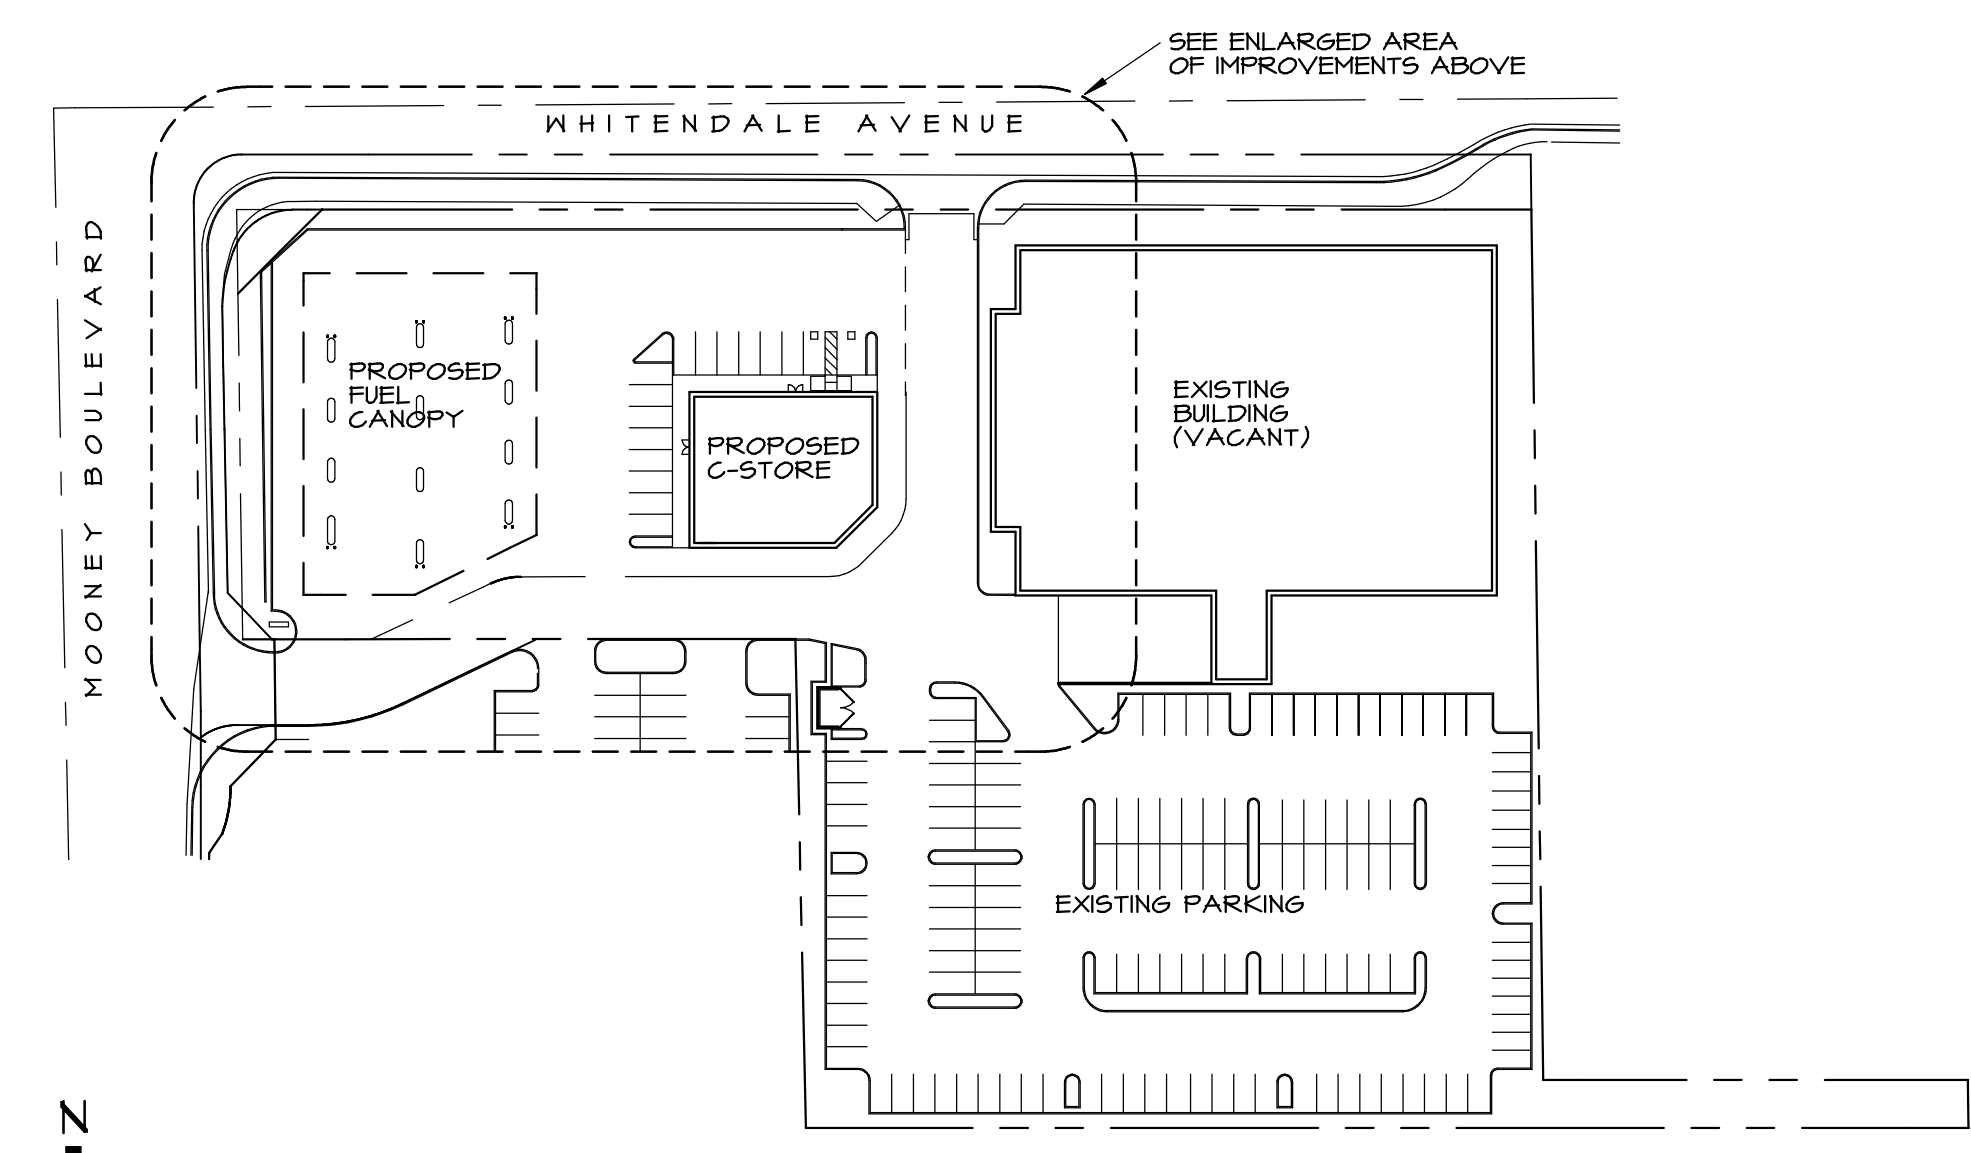 SEE ENLARGED AREA
OF IMPROVEMENTS ABOVE
WHITENDALE AVENUE
MOONEY BOULEVARD
PROPOSED
FUEL
CANOPY
PROPOSED
C-STORE
EXISTING
BUILDING
(VACANT)
EXISTING PARKING
N